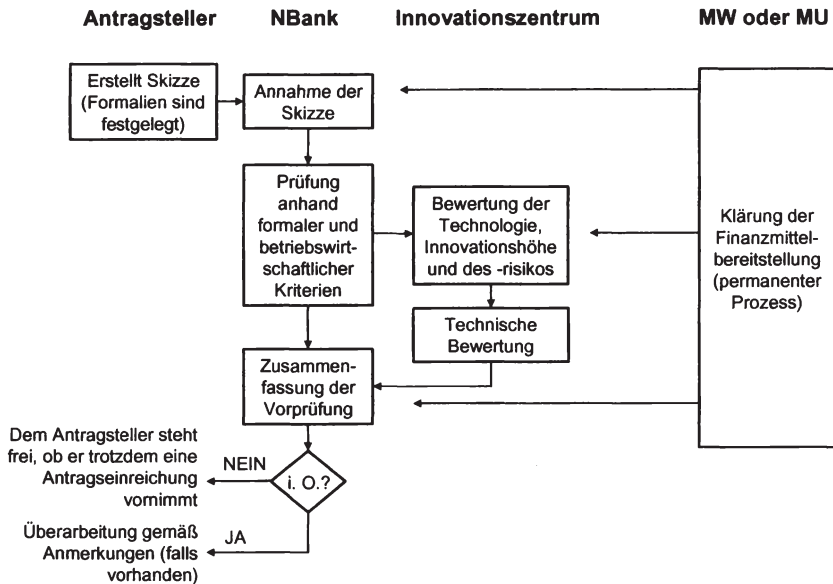 Antragsteller NBank Innovationszentrum MW oder MU
Erstellt Skizze
(Formalien sind
festgelegt)
Annahme der
Skizze
Prüfung
anhand
formaler und
betriebswirt-
schaftlicher
Kriterien
Bewertung der
Technologie,
Innovationshöhe
und des -risikos
Technische
Bewertung
Klärung der
Finanzmittel-
bereitstellung
(permanenter
Prozess)
Zusammen-
fassung der
Vorprüfung
i. O.?
NEIN
Dem Antragsteller steht
frei, ob er trotzdem eine
Antragseinreichung
vornimmt
JA
Überarbeitung gemäß
Anmerkungen (falls
vorhanden)